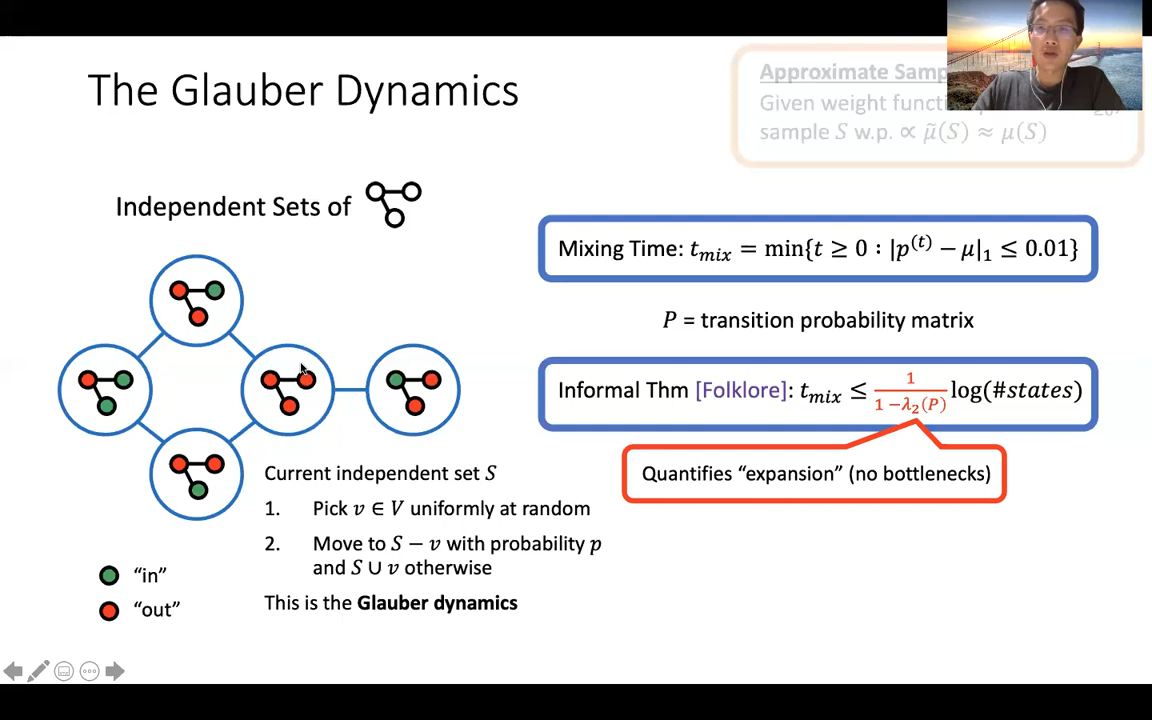 The Glauber Dynamics
Approximate
Given weight
sample S w.p. ∝ μ̃(S) ≈ μ(S)
Independent Sets of
Mixing Time: t_mix = min{t ≥ 0 : |p^(t) − μ|_1 ≤ 0.01}
P = transition probability matrix
Informal Thm [Folklore]: t_mix ≤ 1/(1 − λ_2(P)) log(#states)
Quantifies “expansion” (no bottlenecks)
Current independent set S
1. Pick v ∈ V uniformly at random
2. Move to S − v with probability p
and S ∪ v otherwise
This is the Glauber dynamics
“in”
“out”